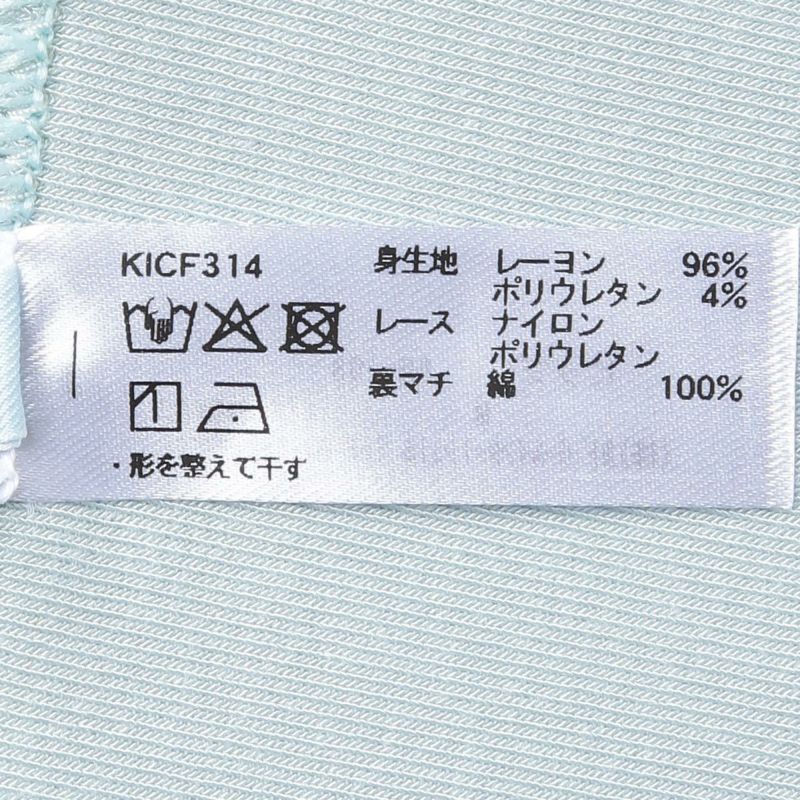 KICF314
身生地 レーヨン 96%
ポリウレタン 4%
レース ナイロン
ポリウレタン
裏マチ 綿 100%
・形を整えて干す